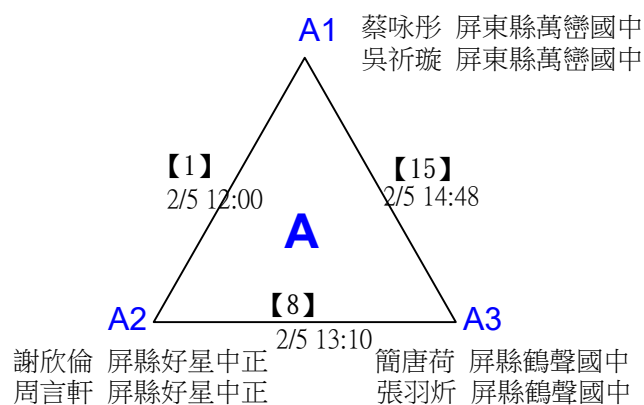 A1
蔡咏彤 屏東縣萬巒國中
吳祈璇 屏東縣萬巒國中
【1】
2/5 12:00
【15】
2/5 14:48
A
【8】
2/5 13:10
A2
A3
謝欣倫 屏縣好星中正
周言軒 屏縣好星中正
簡唐荷 屏縣鶴聲國中
張羽炘 屏縣鶴聲國中